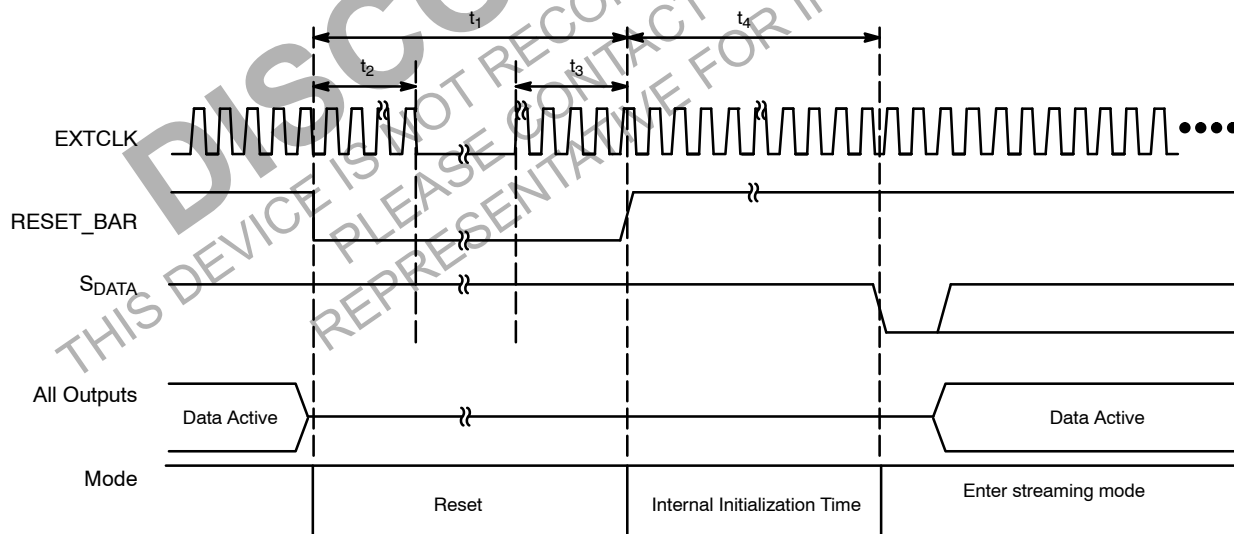 t1
t4
t2
t3
EXTCLK
RESET_BAR
SDATA
All Outputs
Data Active
Data Active
Mode
Reset
Internal Initialization Time
Enter streaming mode
DISCO
THIS DEVICE IS NOT RECO
PLEASE CONTACT
REPRESENTATIVE FOR I